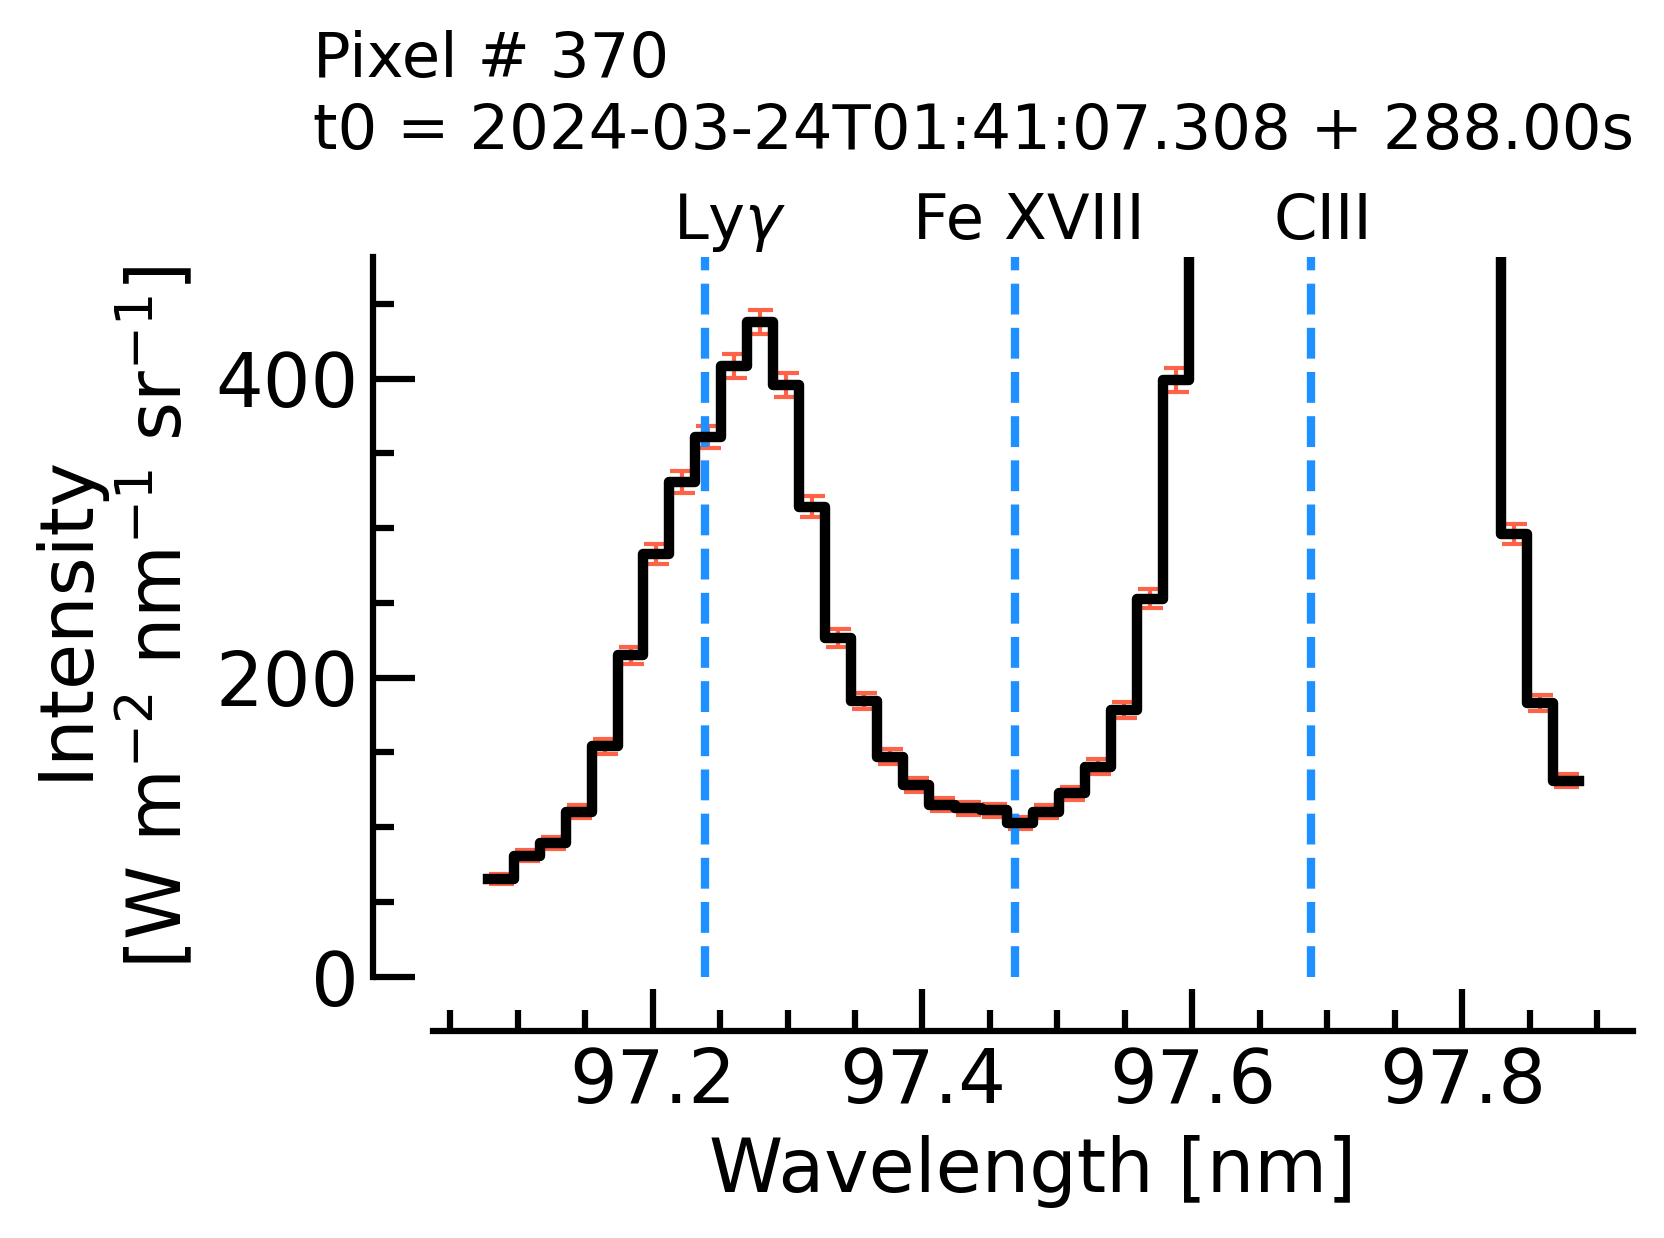 Pixel # 370
t0 = 2024-03-24T01:41:07.308 + 288.00s
Lyγ Fe XVIII CIII
Intensity
[W m⁻² nm⁻¹ sr⁻¹]
400
200
0
97.2 97.4 97.6 97.8
Wavelength [nm]